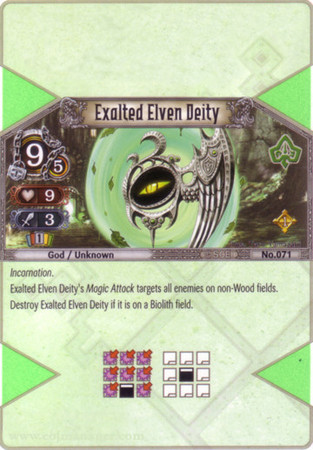 Exalted Elven Deity
9
5
9
3
1
God / Unknown
No.071
Incarnation.
Exalted Elven Deity's Magic Attack targets all enemies on non-Wood fields.
Destroy Exalted Elven Deity if it is on a Biolith field.